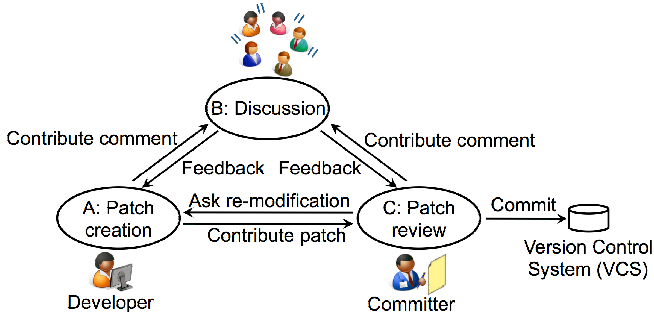 B: Discussion
Contribute comment
Contribute comment
Feedback
Feedback
A: Patch
creation
Ask re-modification
Contribute patch
C: Patch
review
Commit
Version Control
System (VCS)
Developer
Committer